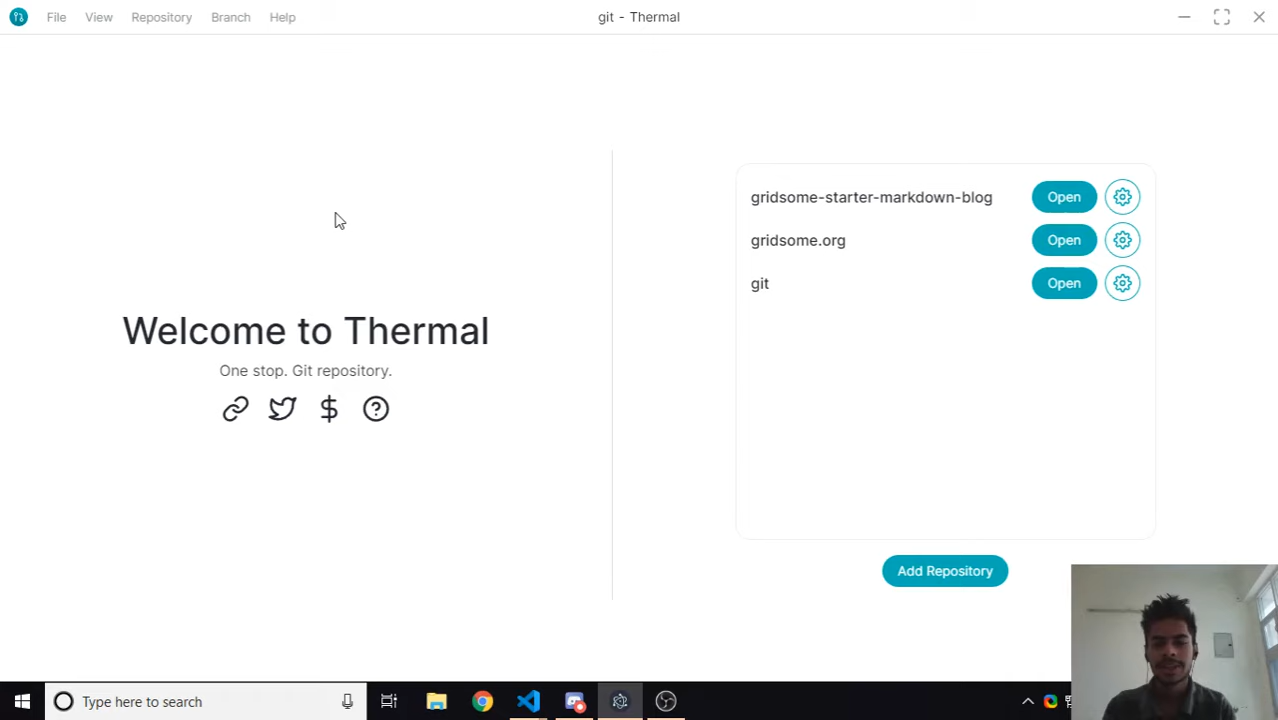 File View Repository Branch Help
git - Thermal
Welcome to Thermal
One stop. Git repository.
gridsome-starter-markdown-blog Open
gridsome.org Open
git Open
Add Repository
Type here to search